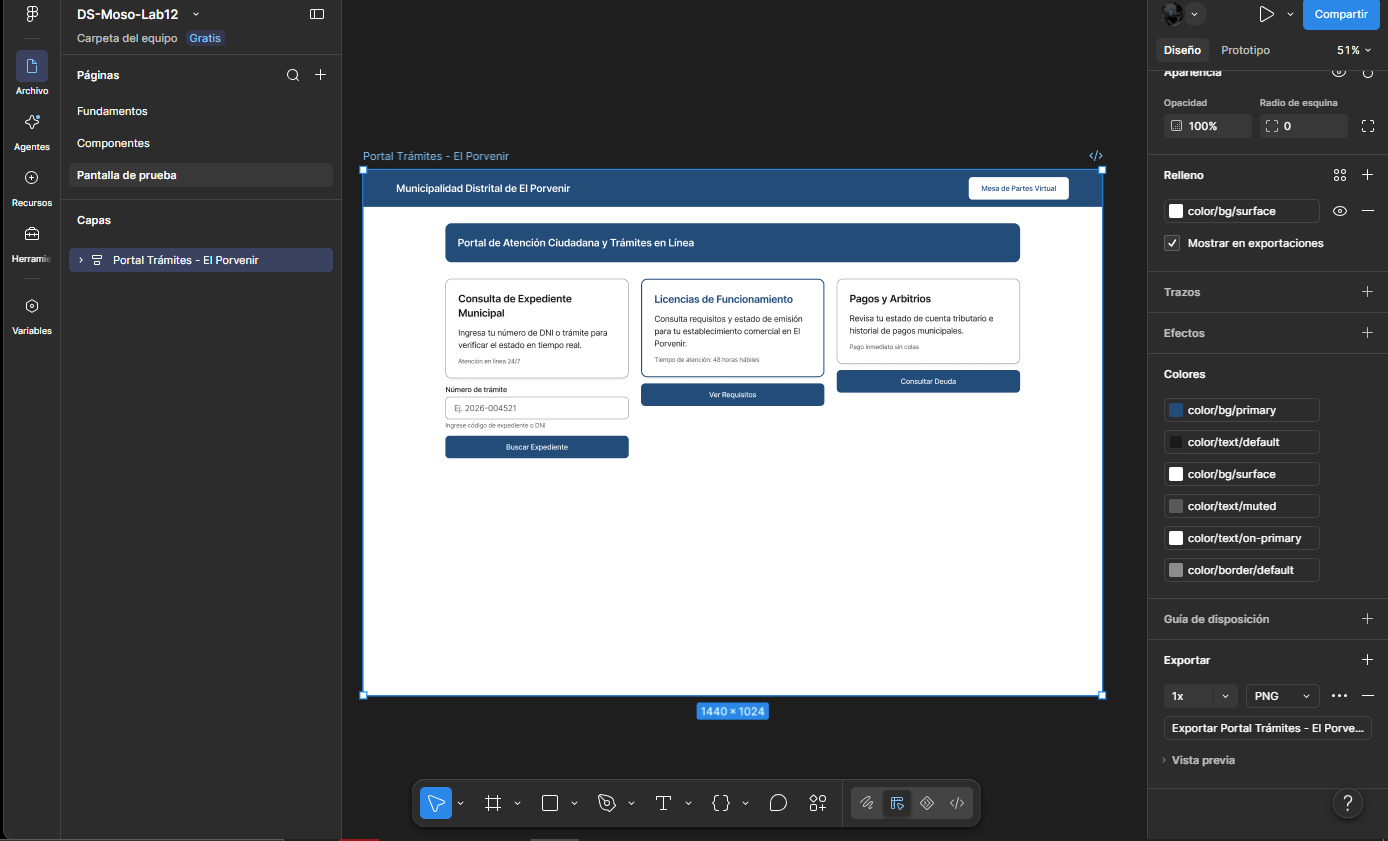 DS-Moso-Lab12
Carpeta del equipo Gratis
Archivo
Agentes
Recursos
Herramie
Variables
Páginas
Fundamentos
Componentes
Pantalla de prueba
Capas
Portal Trámites - El Porvenir
Portal Trámites - El Porvenir
Municipalidad Distrital de El Porvenir
Mesa de Partes Virtual
Portal de Atención Ciudadana y Trámites en Línea
Consulta de Expediente
Municipal
Ingresa tu número de DNI o trámite para
verificar el estado en tiempo real.
Atención en línea 24/7
Número de trámite
Ej. 2026-004521
Ingrese código de expediente o DNI
Buscar Expediente
Licencias de Funcionamiento
Consulta requisitos y estado de emisión
para tu establecimiento comercial en El
Porvenir.
Tiempo de atención: 48 horas hábiles
Ver Requisitos
Pagos y Arbitrios
Revisa tu estado de cuenta tributario e
historial de pagos municipales.
Pago inmediato sin colas
Consultar Deuda
1440 × 1024
Compartir
Diseño Prototipo 51%
Apariencia
Opacidad Radio de esquina
100% 0
Relleno
color/bg/surface
Mostrar en exportaciones
Trazos
Efectos
Colores
color/bg/primary
color/text/default
color/bg/surface
color/text/muted
color/text/on-primary
color/border/default
Guía de disposición
Exportar
1x PNG
Exportar Portal Trámites - El Porve...
Vista previa
?